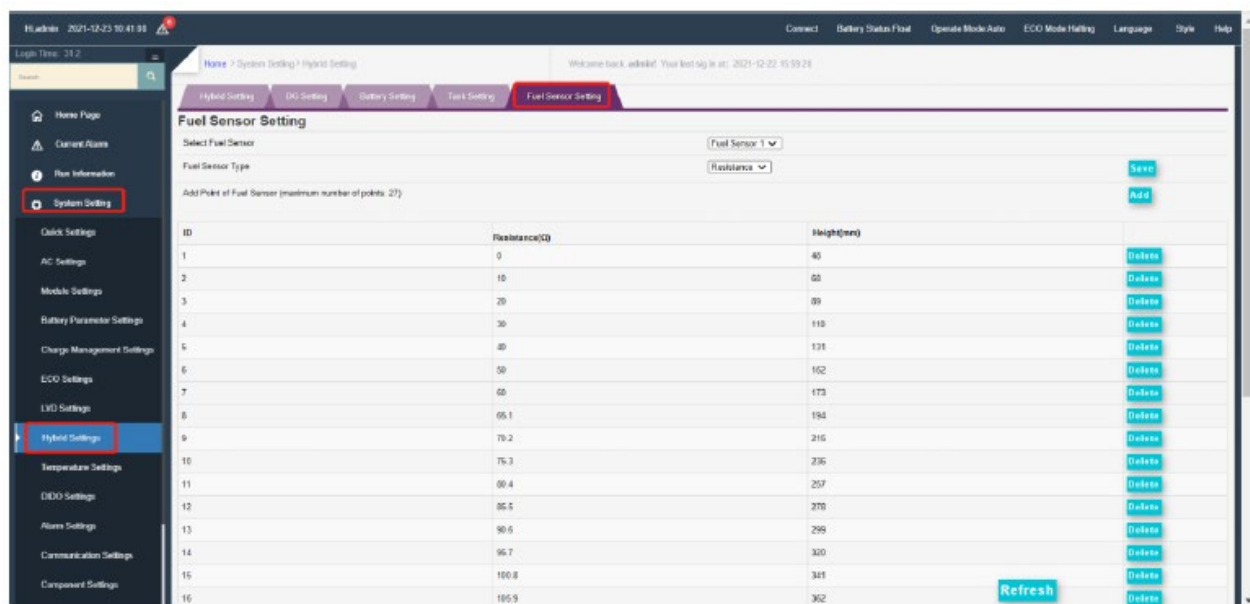 Hi,admin 2021-12-23 10:41:08
Connect Battery Status:Float Operate Mode:Auto ECO Mode:Halting Language Style Help
Login Time: 31:2
Search
Home > System Setting > Hybrid Setting
Welcome back, admin! Your last sig in at: 2021-12-22 15:59:28
Hybrid Setting DG Setting Battery Setting Task Setting Fuel Sensor Setting
Home Page
Current Alarm
Run Information
System Setting
Quick Settings
AC Settings
Module Settings
Battery Parameter Settings
Charge Management Settings
ECO Settings
LVD Settings
Hybrid Settings
Temperature Settings
DIDO Settings
Alarm Settings
Communication Settings
Component Settings
Fuel Sensor Setting
Select Fuel Sensor Fuel Sensor 1
Fuel Sensor Type Resistance Save
Add Point of Fuel Sensor (maximum number of points: 27) Add
ID Resistance(Ω) Height(mm)
1 0 Delete
2 10 68 Delete
3 20 89 Delete
4 30 110 Delete
5 40 131 Delete
6 50 162 Delete
7 60 173 Delete
8 65.1 194 Delete
9 70.2 Delete
10 75.3 Delete
11 80.4 257 Delete
12 85.5 278 Delete
13 90.6 299 Delete
14 95.7 320 Delete
15 100.8 341 Delete
16 105.9 362 Delete
Refresh